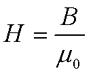 H = B / μ₀